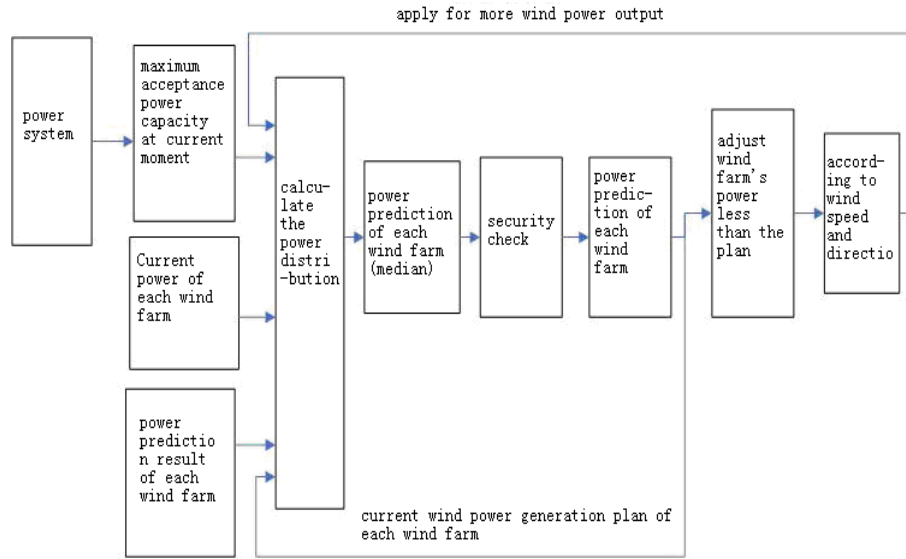 apply for more wind power output
power
system
maximum
acceptance
power
capacity
at current
moment
Current
power of
each wind
farm
power
predictio
n result
of each
wind farm
calcu-
late
the
power
distri
-bution
power
prediction
of each
wind farm
(median)
security
check
power
predic-
tion of
each
wind
farm
adjust
wind
farm's
power
less
than the
plan
accord-
ing to
wind
speed
and
directio
current wind power generation plan of
each wind farm